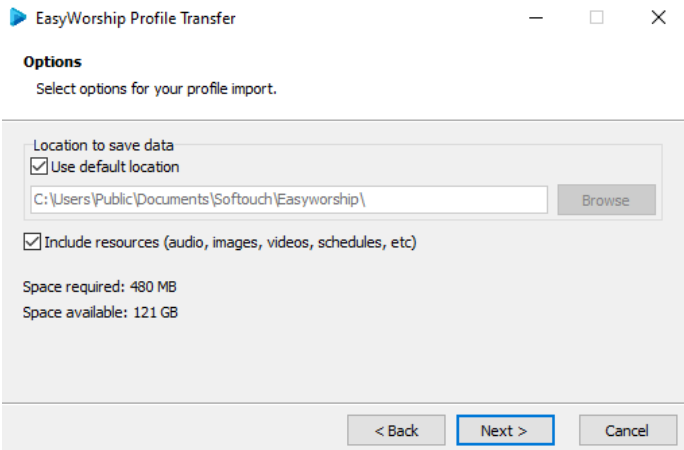 EasyWorship Profile Transfer
Options
Select options for your profile import.
Location to save data
Use default location
C:\Users\Public\Documents\Softouch\Easyworship\
Browse
Include resources (audio, images, videos, schedules, etc)
Space required: 480 MB
Space available: 121 GB
< Back Next > Cancel